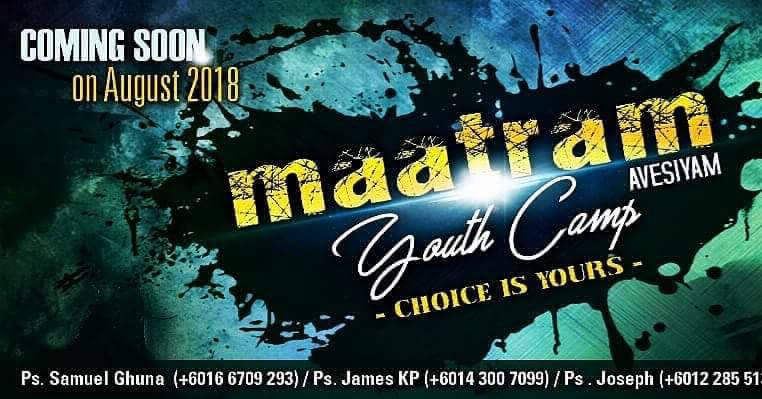 COMING SOON
on August 2018
maatram
AVESIYAM
Youth Camp
- CHOICE IS YOURS -
Ps. Samuel Ghuna (+6016 6709 293) / Ps. James KP (+6014 300 7099) / Ps . Joseph (+6012 285 513